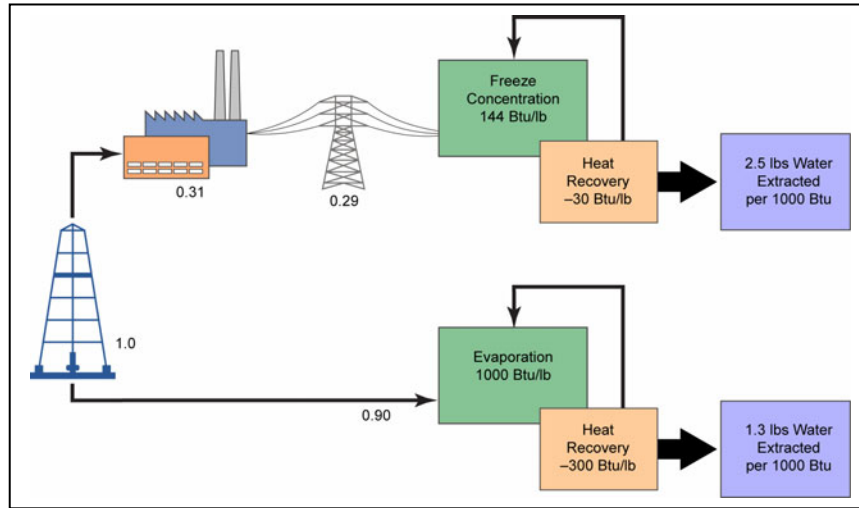 Freeze
Concentration
144 Btu/lb
Heat
Recovery
–30 Btu/lb
2.5 lbs Water
Extracted
per 1000 Btu
0.31
0.29
1.0
Evaporation
1000 Btu/lb
0.90
Heat
Recovery
–300 Btu/lb
1.3 lbs Water
Extracted
per 1000 Btu